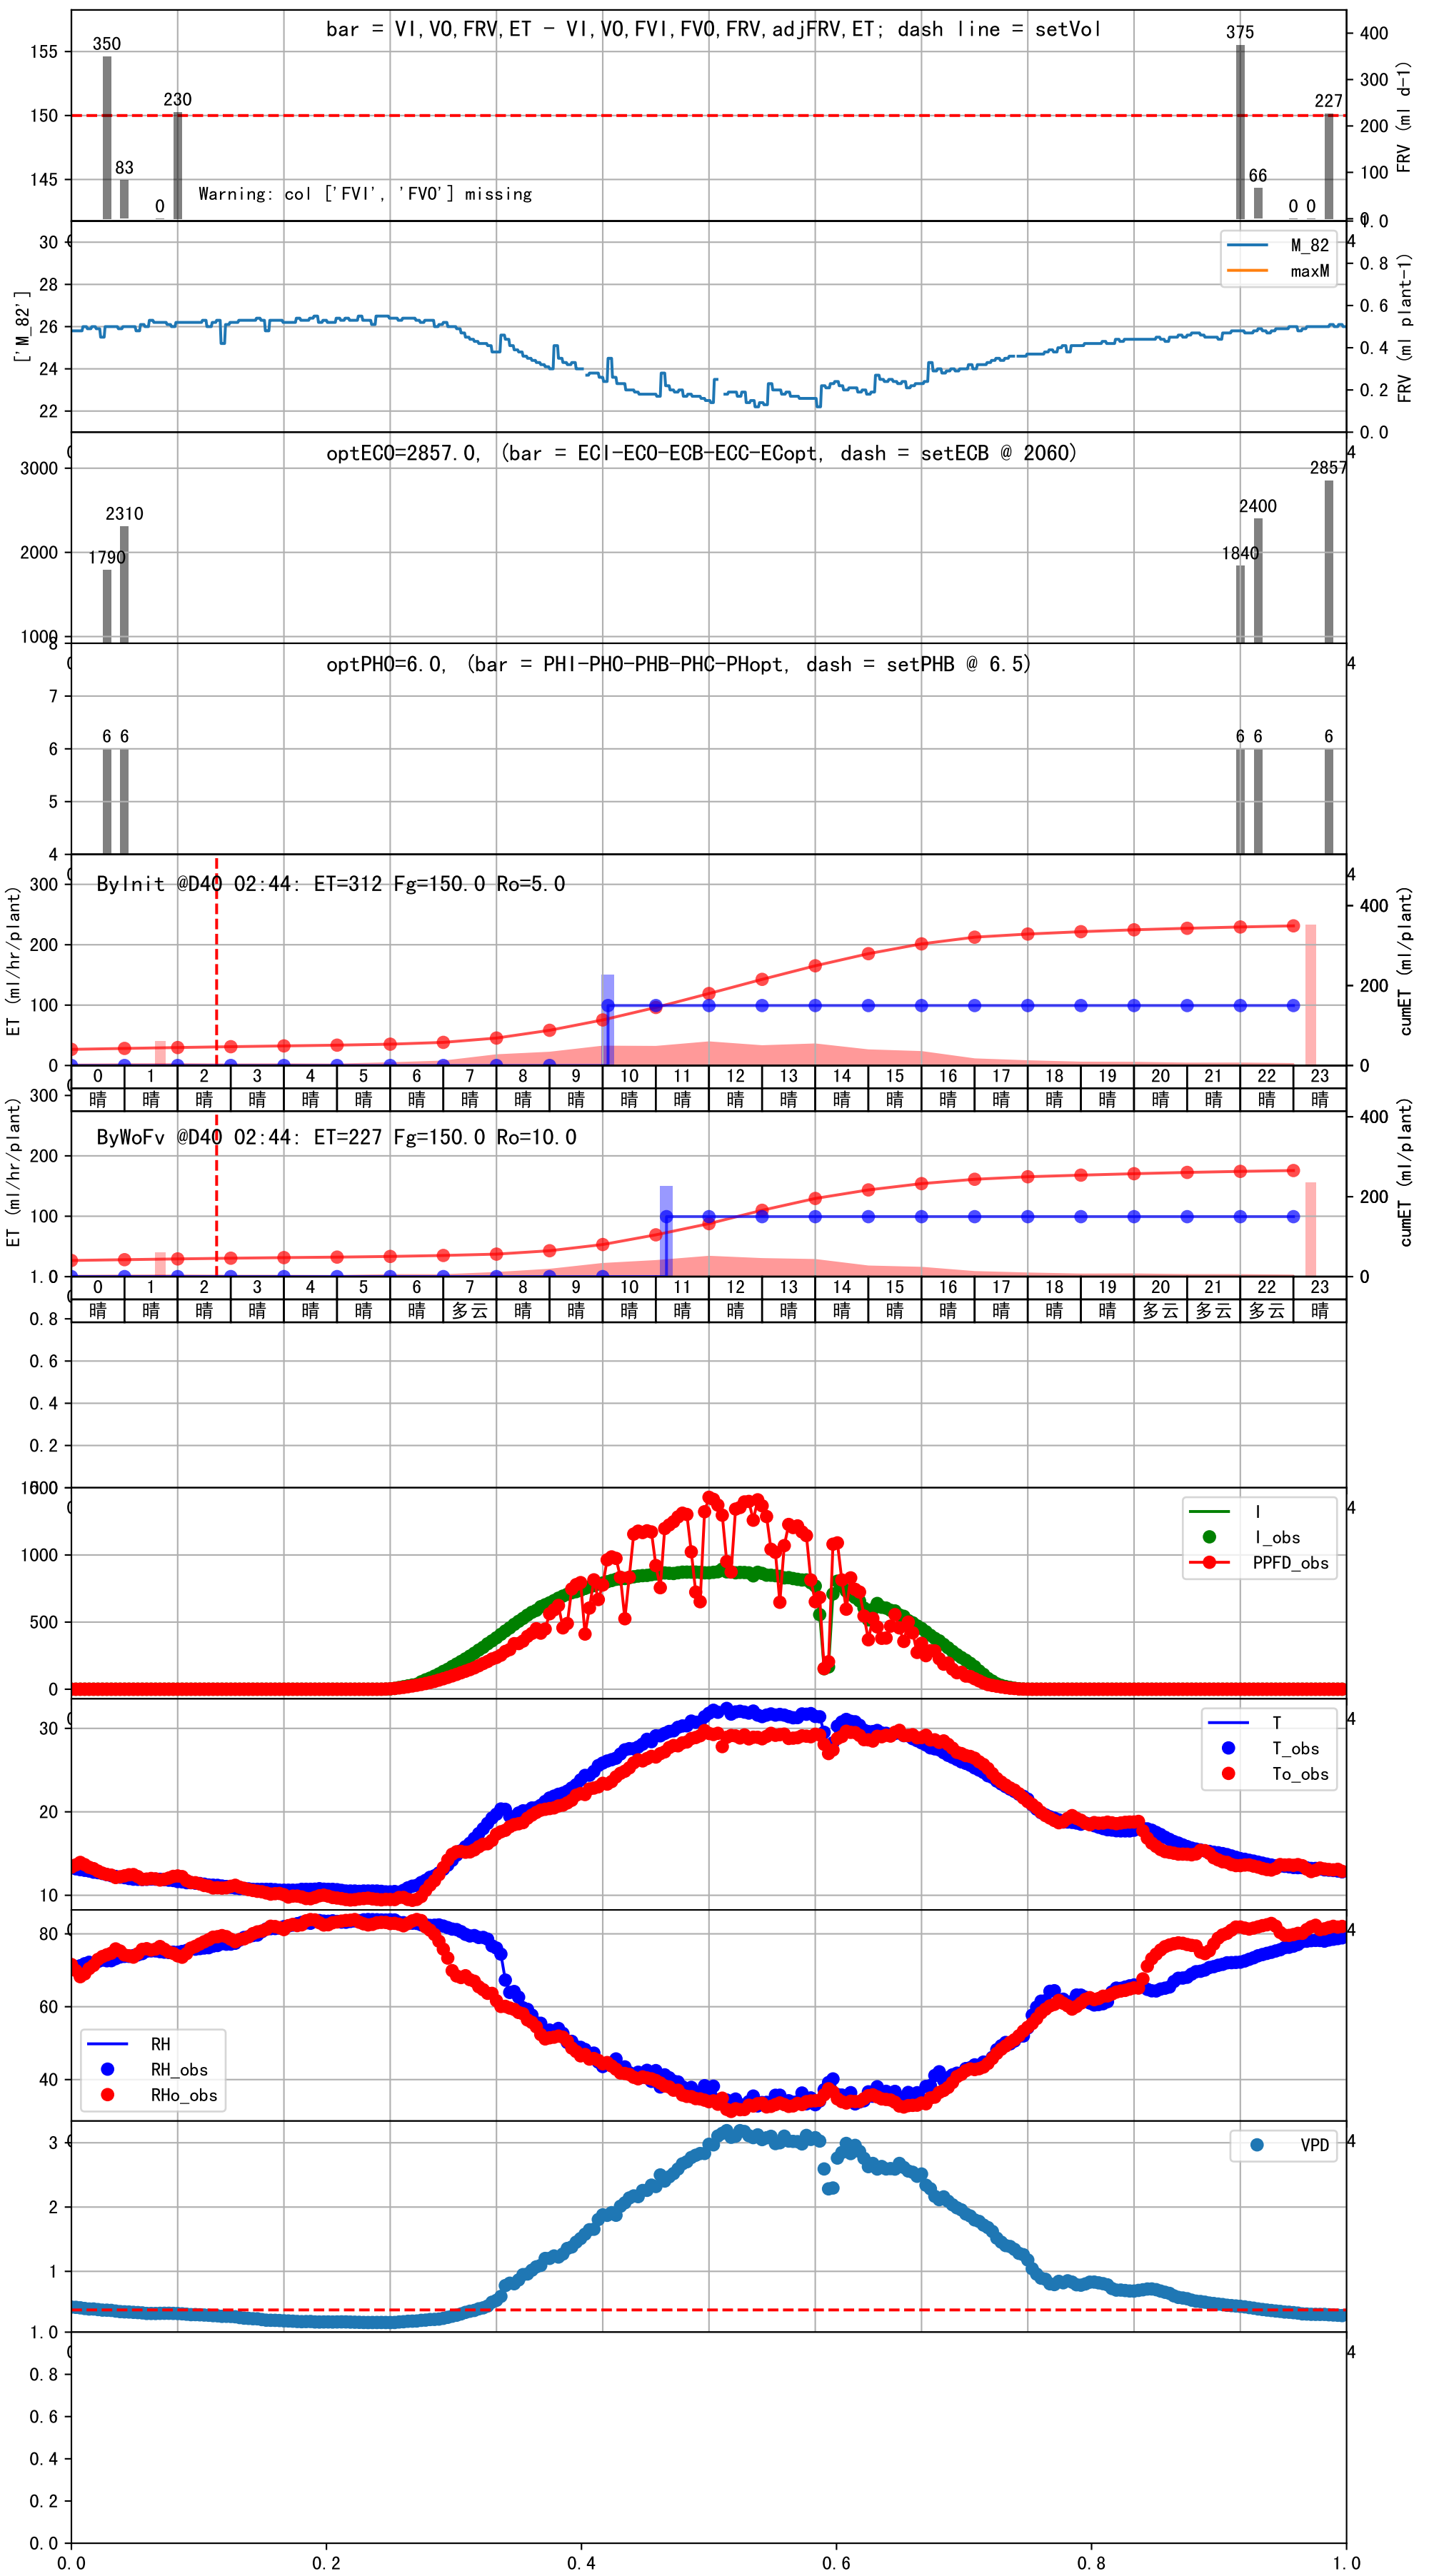 bar = VI,VO,FRV,ET - VI,VO,FVI,FVO,FRV,adjFRV,ET; dash line = setVol
350
83
0
230
375
66
0 0
227
155
150
145
400
300
200
100
0
FRV (ml d-1)
Warning: col ['FVI', 'FVO'] missing
['M_82']
30
28
26
24
22
M_82
maxM
1.0
0.8
0.6
0.4
0.2
0.0
FRV (ml plant-1)
optECO=2857.0, (bar = ECI-ECO-ECB-ECC-ECopt, dash = setECB @ 2060)
3000
2000
1000
1790
2310
1840
2400
2857
optPHO=6.0, (bar = PHI-PHO-PHB-PHC-PHopt, dash = setPHB @ 6.5)
8
7
6
5
4
6 6
6 6
6
ByInit @D40 02:44: ET=312 Fg=150.0 Ro=5.0
ET (ml/hr/plant)
300
200
100
0
400
200
0
cumET (ml/plant)
0 1 2 3 4 5 6 7 8 9 10 11 12 13 14 15 16 17 18 19 20 21 22 23
晴 晴 晴 晴 晴 晴 晴 晴 晴 晴 晴 晴 晴 晴 晴 晴 晴 晴 晴 晴 晴 晴 晴 晴
ByWoFv @D40 02:44: ET=227 Fg=150.0 Ro=10.0
ET (ml/hr/plant)
300
200
100
400
200
0
cumET (ml/plant)
0 1 2 3 4 5 6 7 8 9 10 11 12 13 14 15 16 17 18 19 20 21 22 23
晴 晴 晴 晴 晴 晴 晴 多云 晴 晴 晴 晴 晴 晴 晴 晴 晴 晴 晴 晴 多云 多云 多云 晴
1.0
0.8
0.6
0.4
0.2
1500
1000
500
0
I
I_obs
PPFD_obs
30
20
10
T
T_obs
To_obs
80
60
40
RH
RH_obs
RHo_obs
3
2
1
VPD
1.0
0.8
0.6
0.4
0.2
0.0
0.0 0.2 0.4 0.6 0.8 1.0